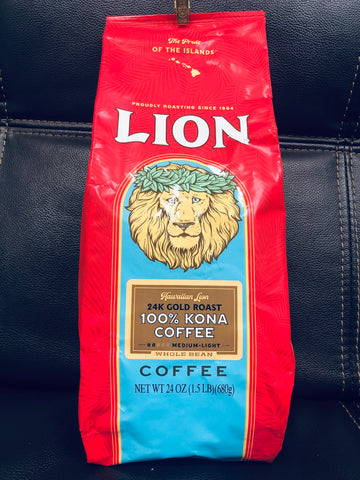 The Pride
OF THE ISLANDS™
PROUDLY ROASTING SINCE 1864
LION
Hawaiian Lion
24K GOLD ROAST
100% KONA
COFFEE
MEDIUM-LIGHT
WHOLE BEAN
COFFEE
NET WT 24 OZ (1.5 LB)(680g)